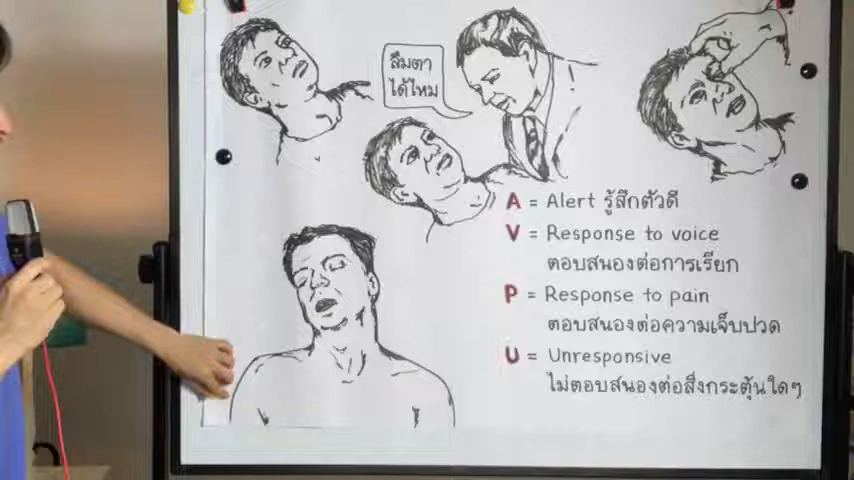 ลืมตา
ได้ไหม
A = Alert รู้สึกตัวดี
V = Response to voice
ตอบสนองต่อการเรียก
P = Response to pain
ตอบสนองต่อความเจ็บปวด
U = Unresponsive
ไม่ตอบสนองต่อสิ่งกระตุ้นใดๆ